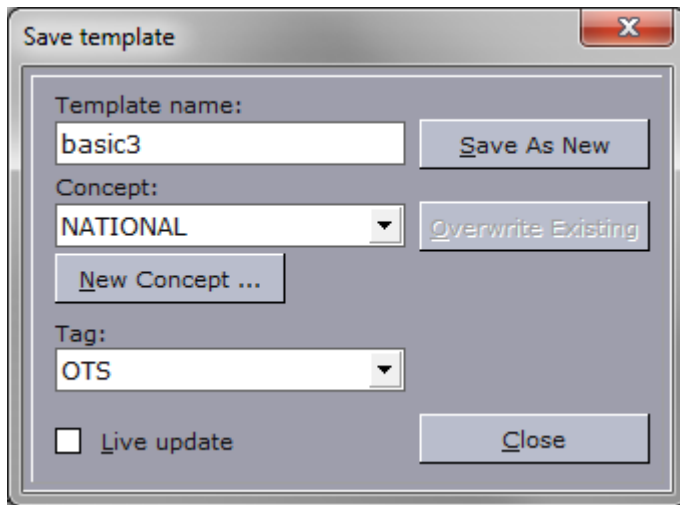 Save template
Template name:
basic3
Save As New
Concept:
NATIONAL
Overwrite Existing
New Concept ...
Tag:
OTS
Live update
Close